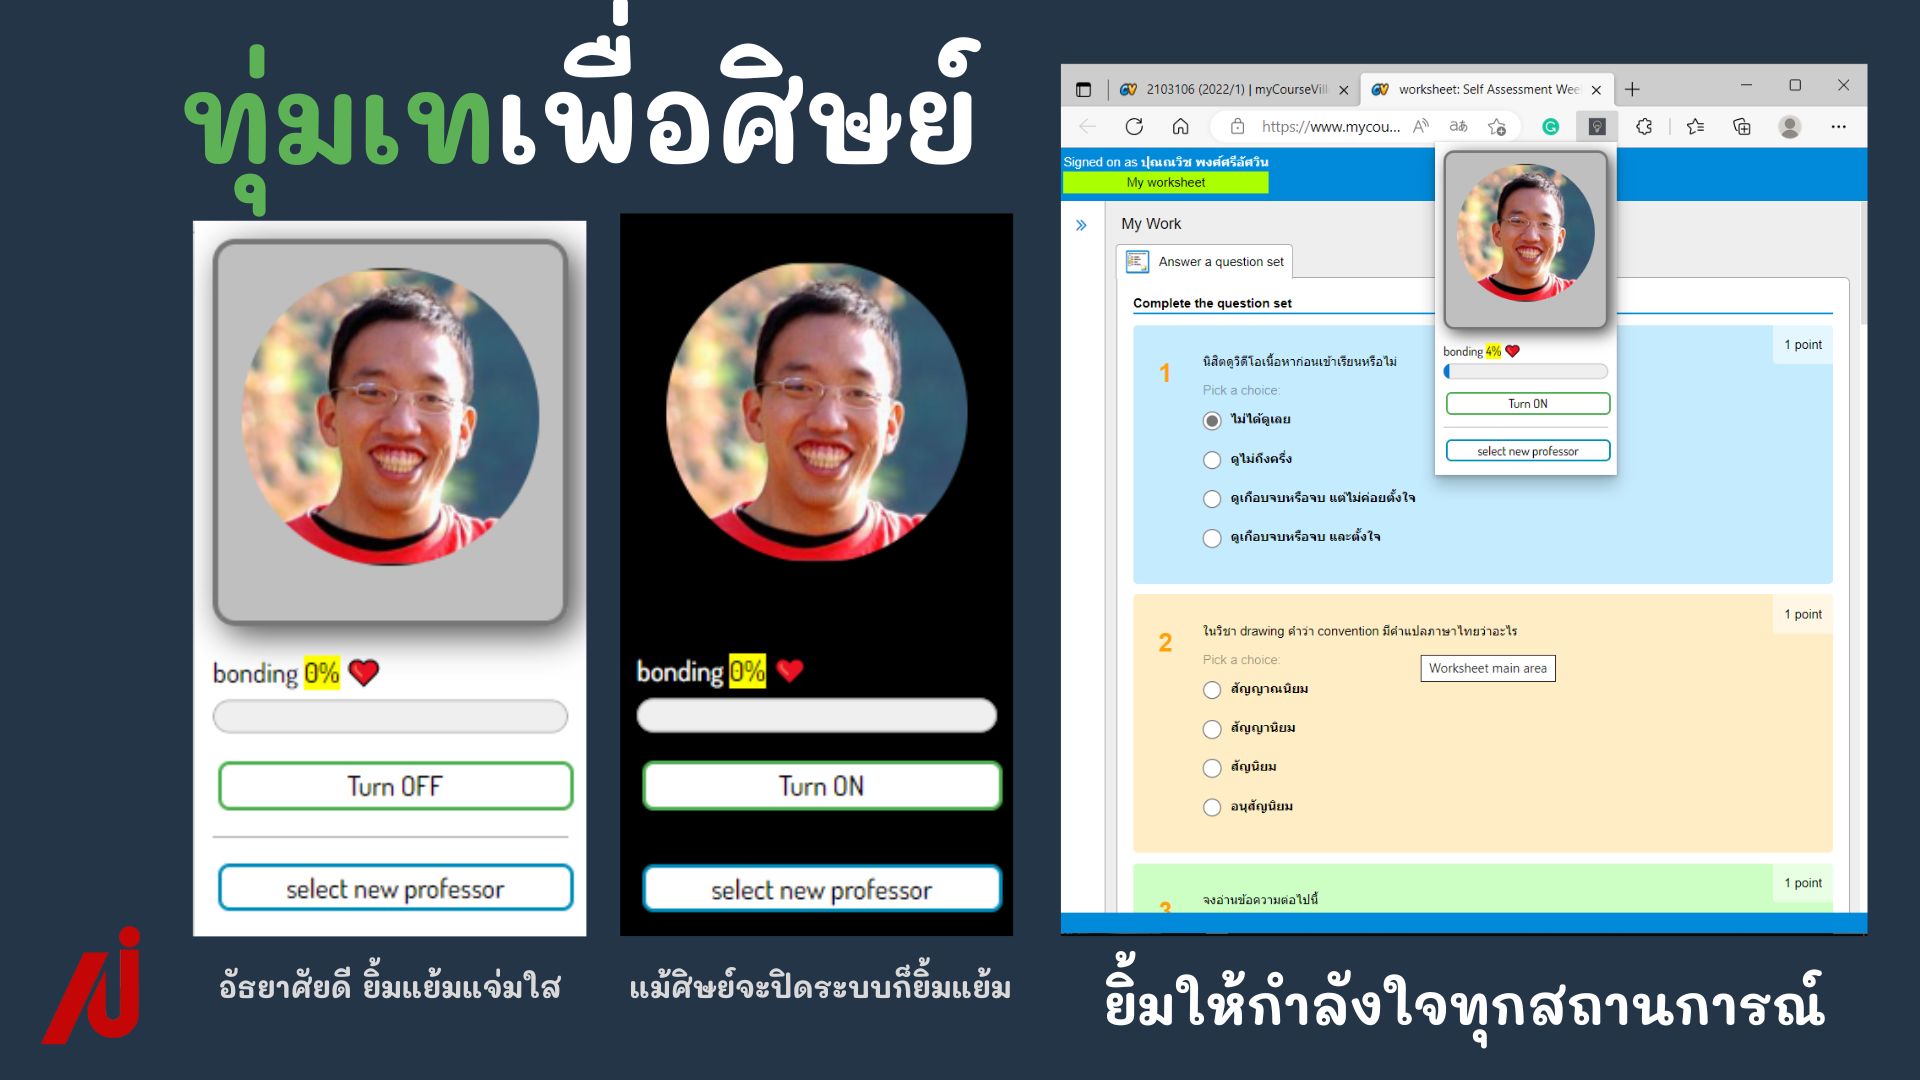 ทุ่มเทเพื่อศิษย์
bonding 0%
Turn OFF
select new professor
อัธยาศัยดี ยิ้มแย้มแจ่มใส
bonding 0%
Turn ON
select new professor
แม้ศิษย์จะปิดระบบก็ยิ้มแย้ม
2103106 (2022/1) | myCourseVill
worksheet: Self Assessment Wee
https://www.mycou...
Signed on as ปุณณวิช พงศ์ศรีอัศวิน
My worksheet
My Work
Answer a question set
Complete the question set
bonding 4%
Turn ON
select new professor
1
1 point
นิสิตดูวิดีโอเนื้อหาก่อนเข้าเรียนหรือไม่
Pick a choice:
ไม่ได้ดูเลย
ดูไม่ถึงครึ่ง
ดูเกือบจบหรือจบ แต่ไม่ค่อยตั้งใจ
ดูเกือบจบหรือจบ และตั้งใจ
2
1 point
ในวิชา drawing คำว่า convention มีคำแปลภาษาไทยว่าอะไร
Pick a choice:
Worksheet main area
สัญญาณนิยม
สัญญานิยม
สัญนิยม
อนุสัญนิยม
3
1 point
จงอ่านข้อความต่อไปนี้
ยิ้มให้กำลังใจทุกสถานการณ์